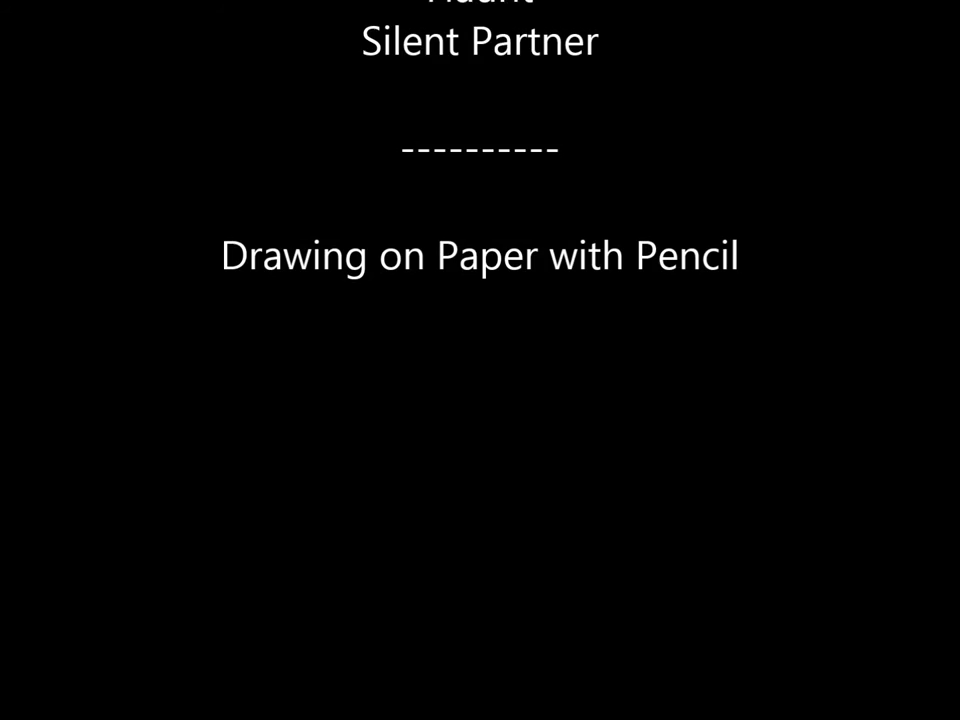 Silent Partner
----------
Drawing on Paper with Pencil